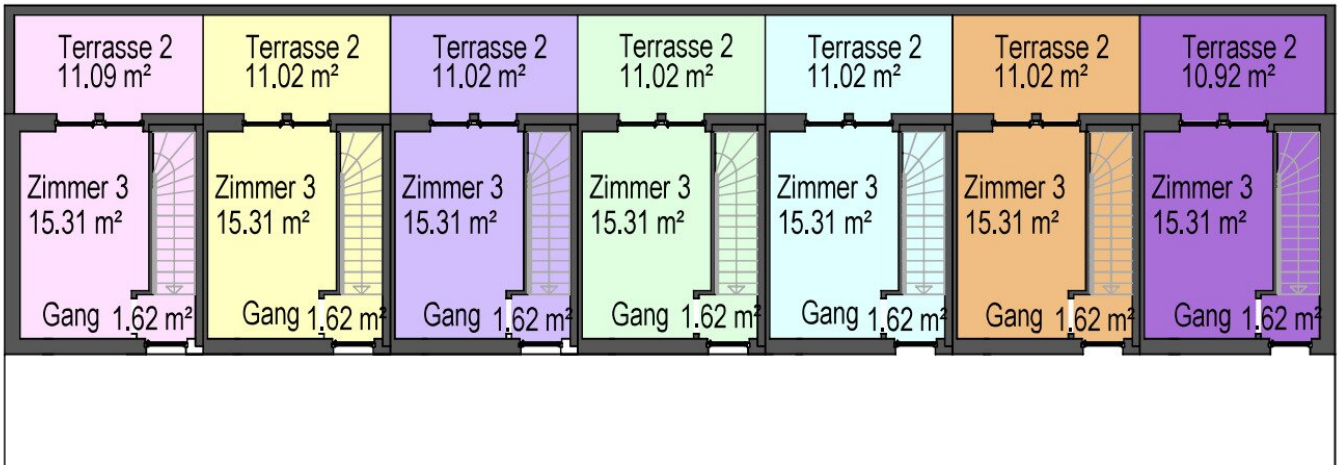 Terrasse 2
11.09 m²
Terrasse 2
11.02 m²
Terrasse 2
11.02 m²
Terrasse 2
11.02 m²
Terrasse 2
11.02 m²
Terrasse 2
11.02 m²
Terrasse 2
10.92 m²
Zimmer 3
15.31 m²
Zimmer 3
15.31 m²
Zimmer 3
15.31 m²
Zimmer 3
15.31 m²
Zimmer 3
15.31 m²
Zimmer 3
15.31 m²
Zimmer 3
15.31 m²
Gang 1.62 m²
Gang 1.62 m²
Gang 1.62 m²
Gang 1.62 m²
Gang 1.62 m²
Gang 1.62 m²
Gang 1.62 m²